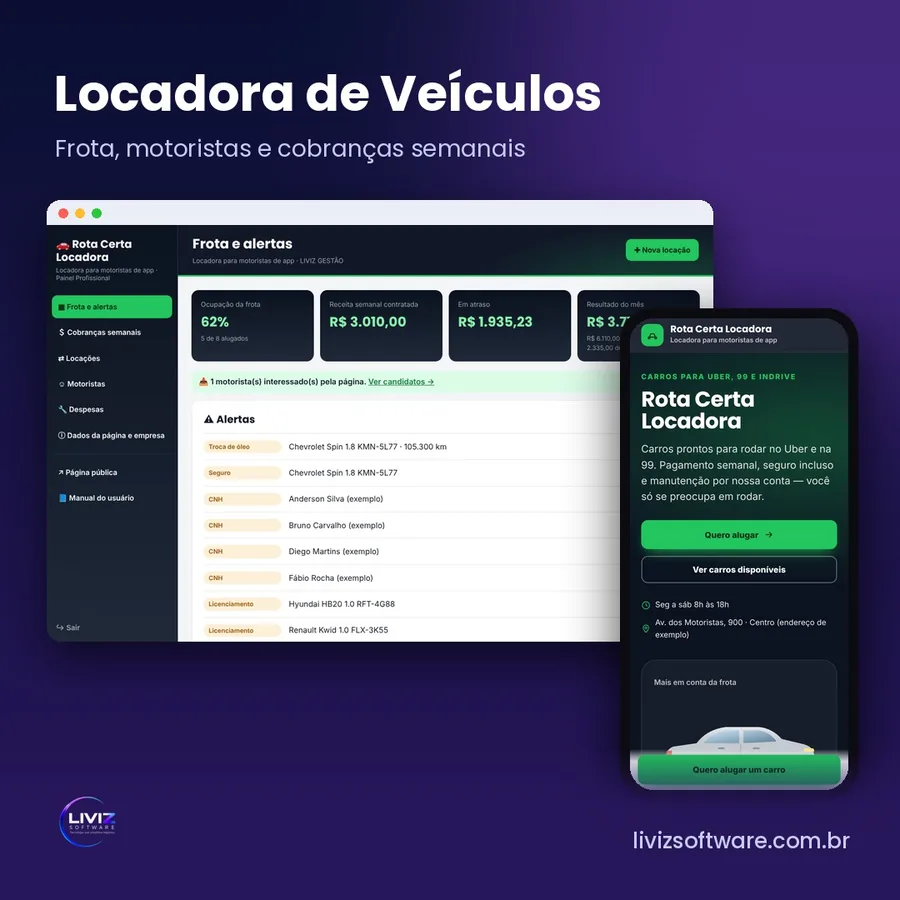 Locadora de Veículos
Frota, motoristas e cobranças semanais
🚗 Rota Certa
Locadora
Locadora para motoristas de app ·
Painel Profissional
Frota e alertas
$ Cobranças semanais
⇄ Locações
☺ Motoristas
🔧 Despesas
ⓘ Dados da página e empresa
↗ Página pública
📘 Manual do usuário
↪ Sair
Frota e alertas
Locadora para motoristas de app · LIVIZ GESTÃO
+ Nova locação
Ocupação da frota
62%
5 de 8 alugados
Receita semanal contratada
R$ 3.010,00
Em atraso
R$ 1.935,23
Resultado do mês
R$ 3.7
R$ 6.110,00
2.335,00
📥 1 motorista(s) interessado(s) pela página. Ver candidatos →
⚠ Alertas
Troca de óleo Chevrolet Spin 1.8 KMN-5L77 · 105.300 km
Seguro Chevrolet Spin 1.8 KMN-5L77
CNH Anderson Silva (exemplo)
CNH Bruno Carvalho (exemplo)
CNH Diego Martins (exemplo)
CNH Fábio Rocha (exemplo)
Licenciamento Hyundai HB20 1.0 RFT-4G88
Licenciamento Renault Kwid 1.0 FLX-3K55
Rota Certa Locadora
Locadora para motoristas de app
CARROS PARA UBER, 99 E INDRIVE
Rota Certa
Locadora
Carros prontos para rodar no Uber e na
99. Pagamento semanal, seguro incluso
e manutenção por nossa conta — você
só se preocupa em rodar.
Quero alugar →
Ver carros disponíveis
Seg a sáb 8h às 18h
Av. dos Motoristas, 900 · Centro (endereço de
exemplo)
Mais em conta da frota
Quero alugar um carro
LIVIZ
SOFTWARE
livizsoftware.com.br